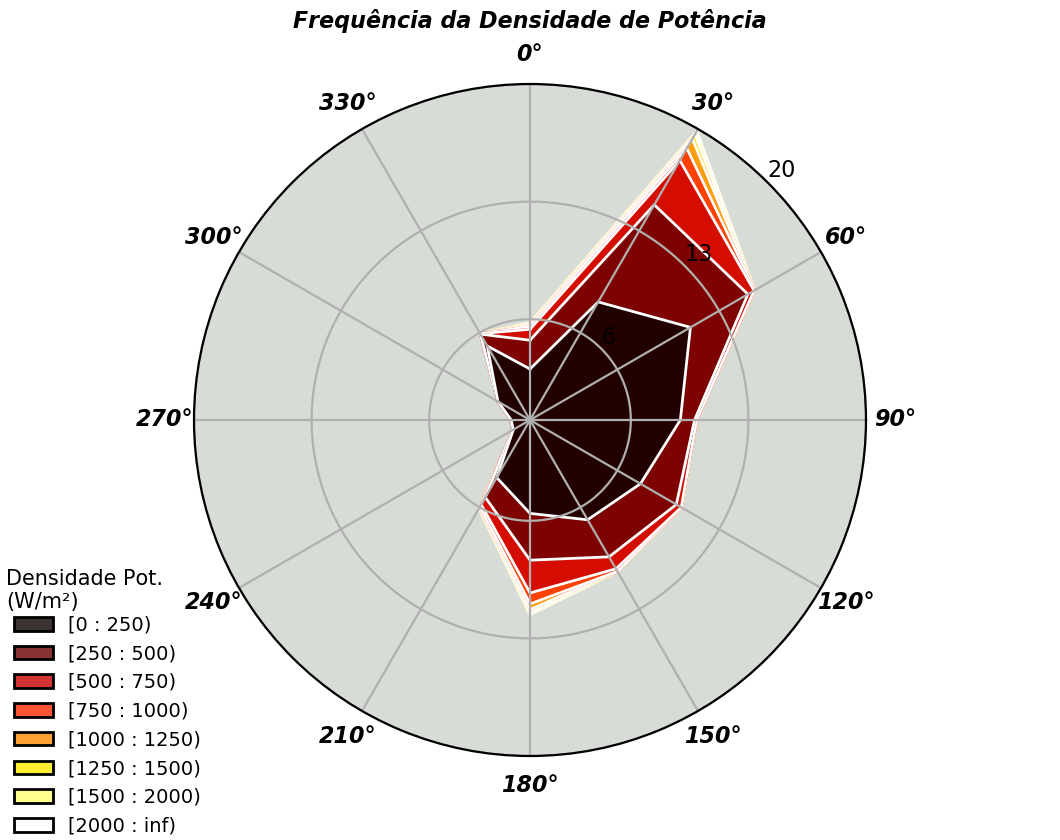 Frequência da Densidade de Potência
0°
330°
30°
20
300°
60°
13
6
270°
90°
240°
120°
210°
150°
180°
Densidade Pot.
(W/m²)
[0 : 250)
[250 : 500)
[500 : 750)
[750 : 1000)
[1000 : 1250)
[1250 : 1500)
[1500 : 2000)
[2000 : inf)